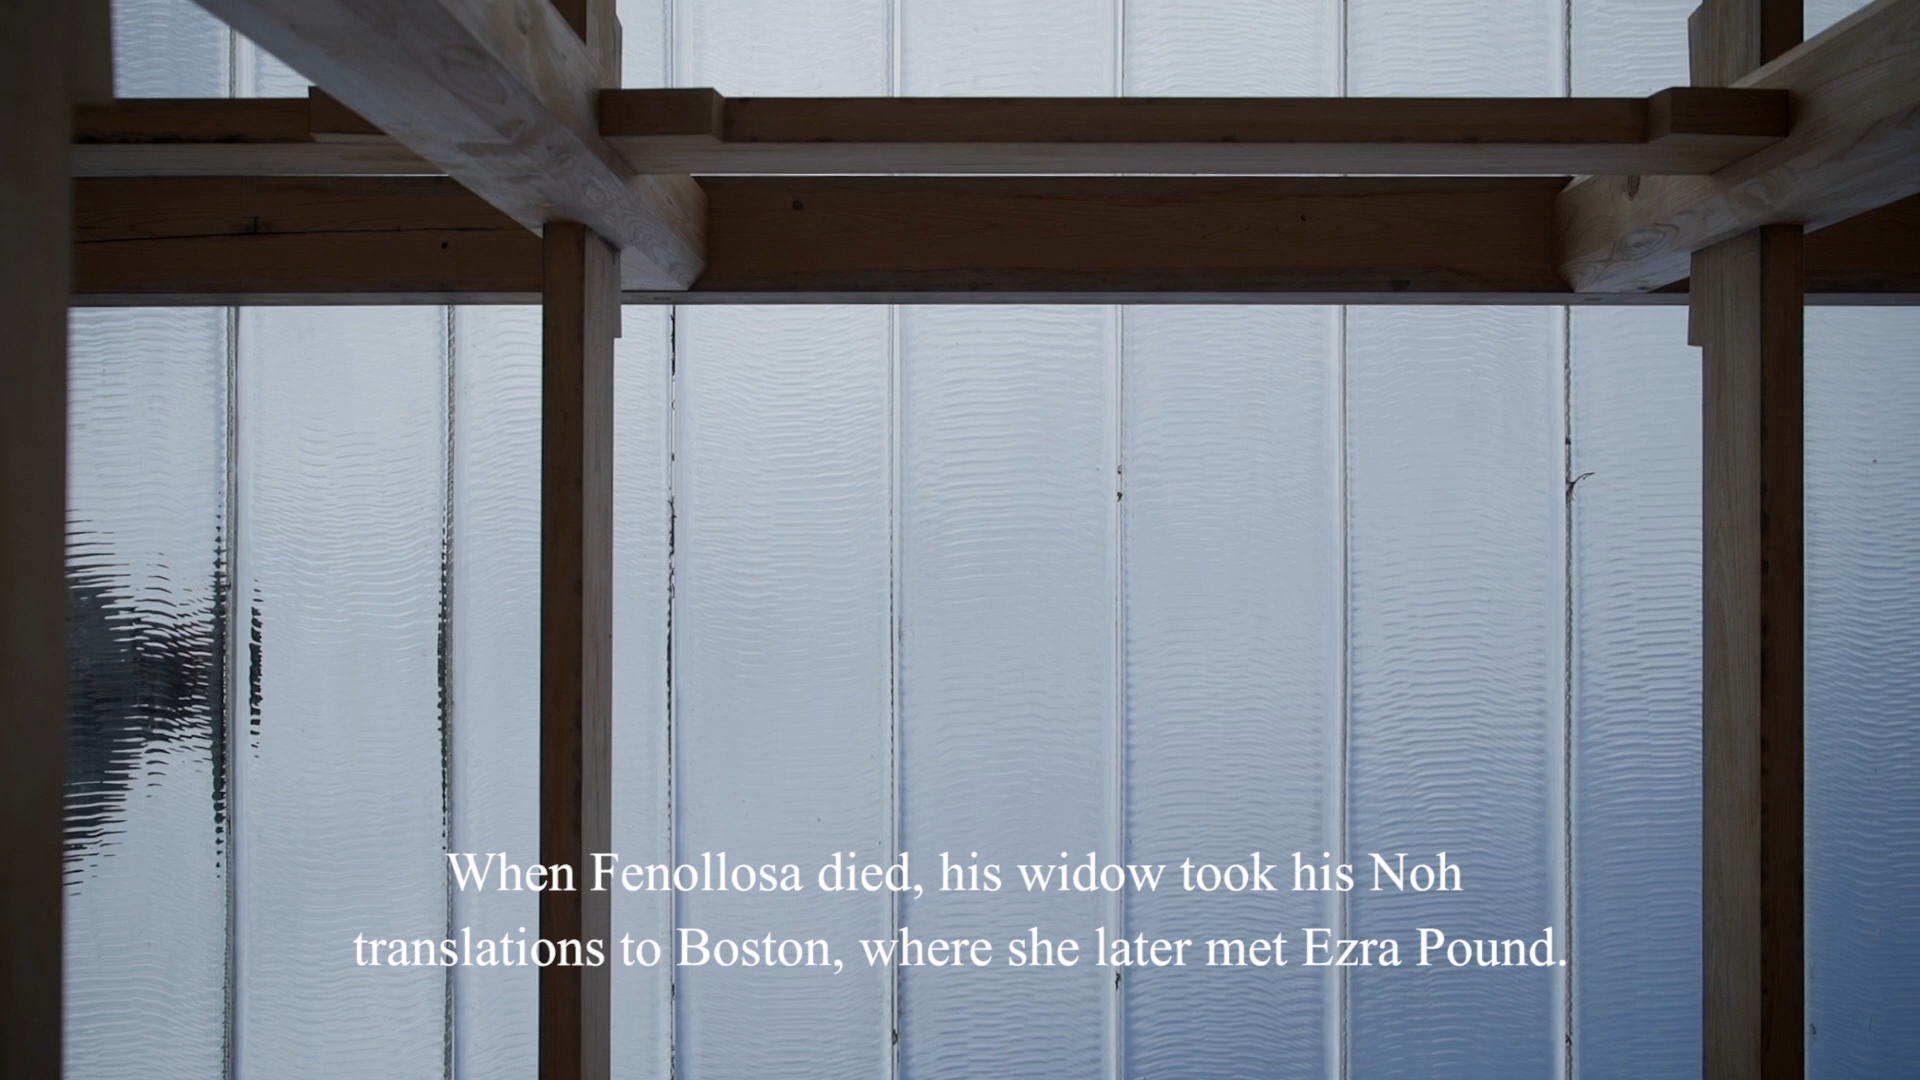 When Fenollosa died, his widow took his Noh
translations to Boston, where she later met Ezra Pound.